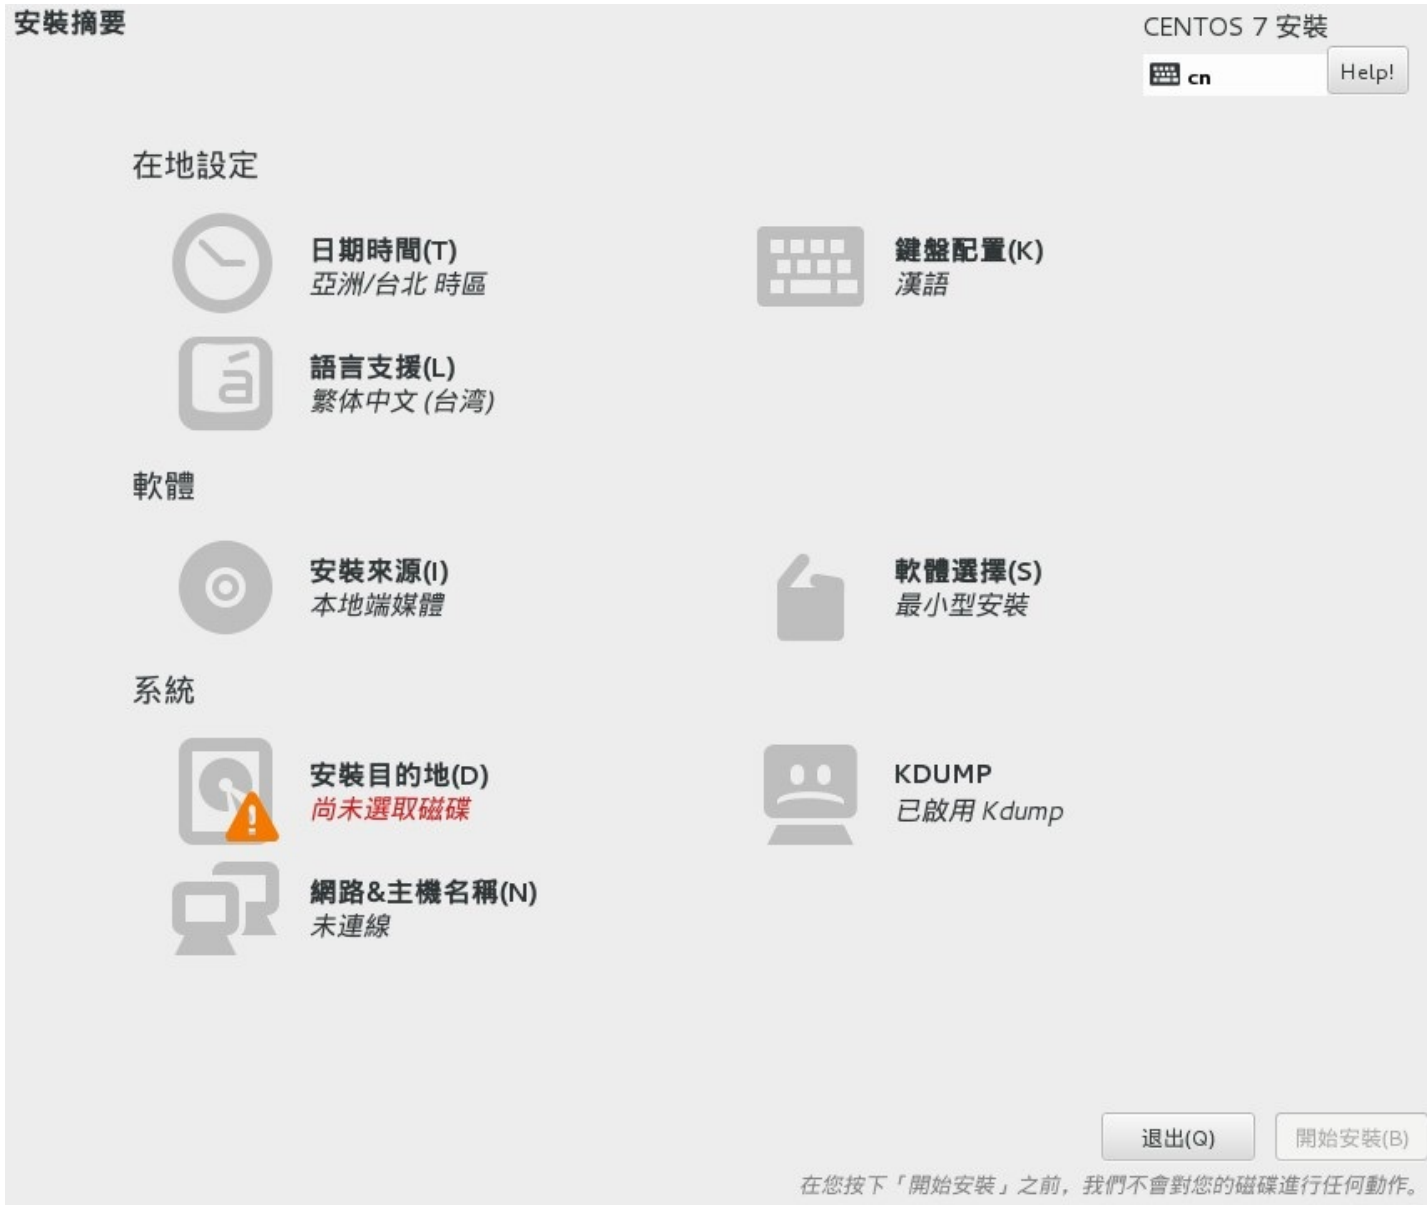 安裝摘要
CENTOS 7 安裝
cn
Help!
在地設定
日期時間(T)
亞洲/台北 時區
鍵盤配置(K)
漢語
語言支援(L)
繁体中文 (台湾)
軟體
安裝來源(I)
本地端媒體
軟體選擇(S)
最小型安裝
系統
安裝目的地(D)
尚未選取磁碟
KDUMP
已啟用 Kdump
網路&主機名稱(N)
未連線
退出(Q)
開始安裝(B)
在您按下「開始安裝」之前，我們不會對您的磁碟進行任何動作。